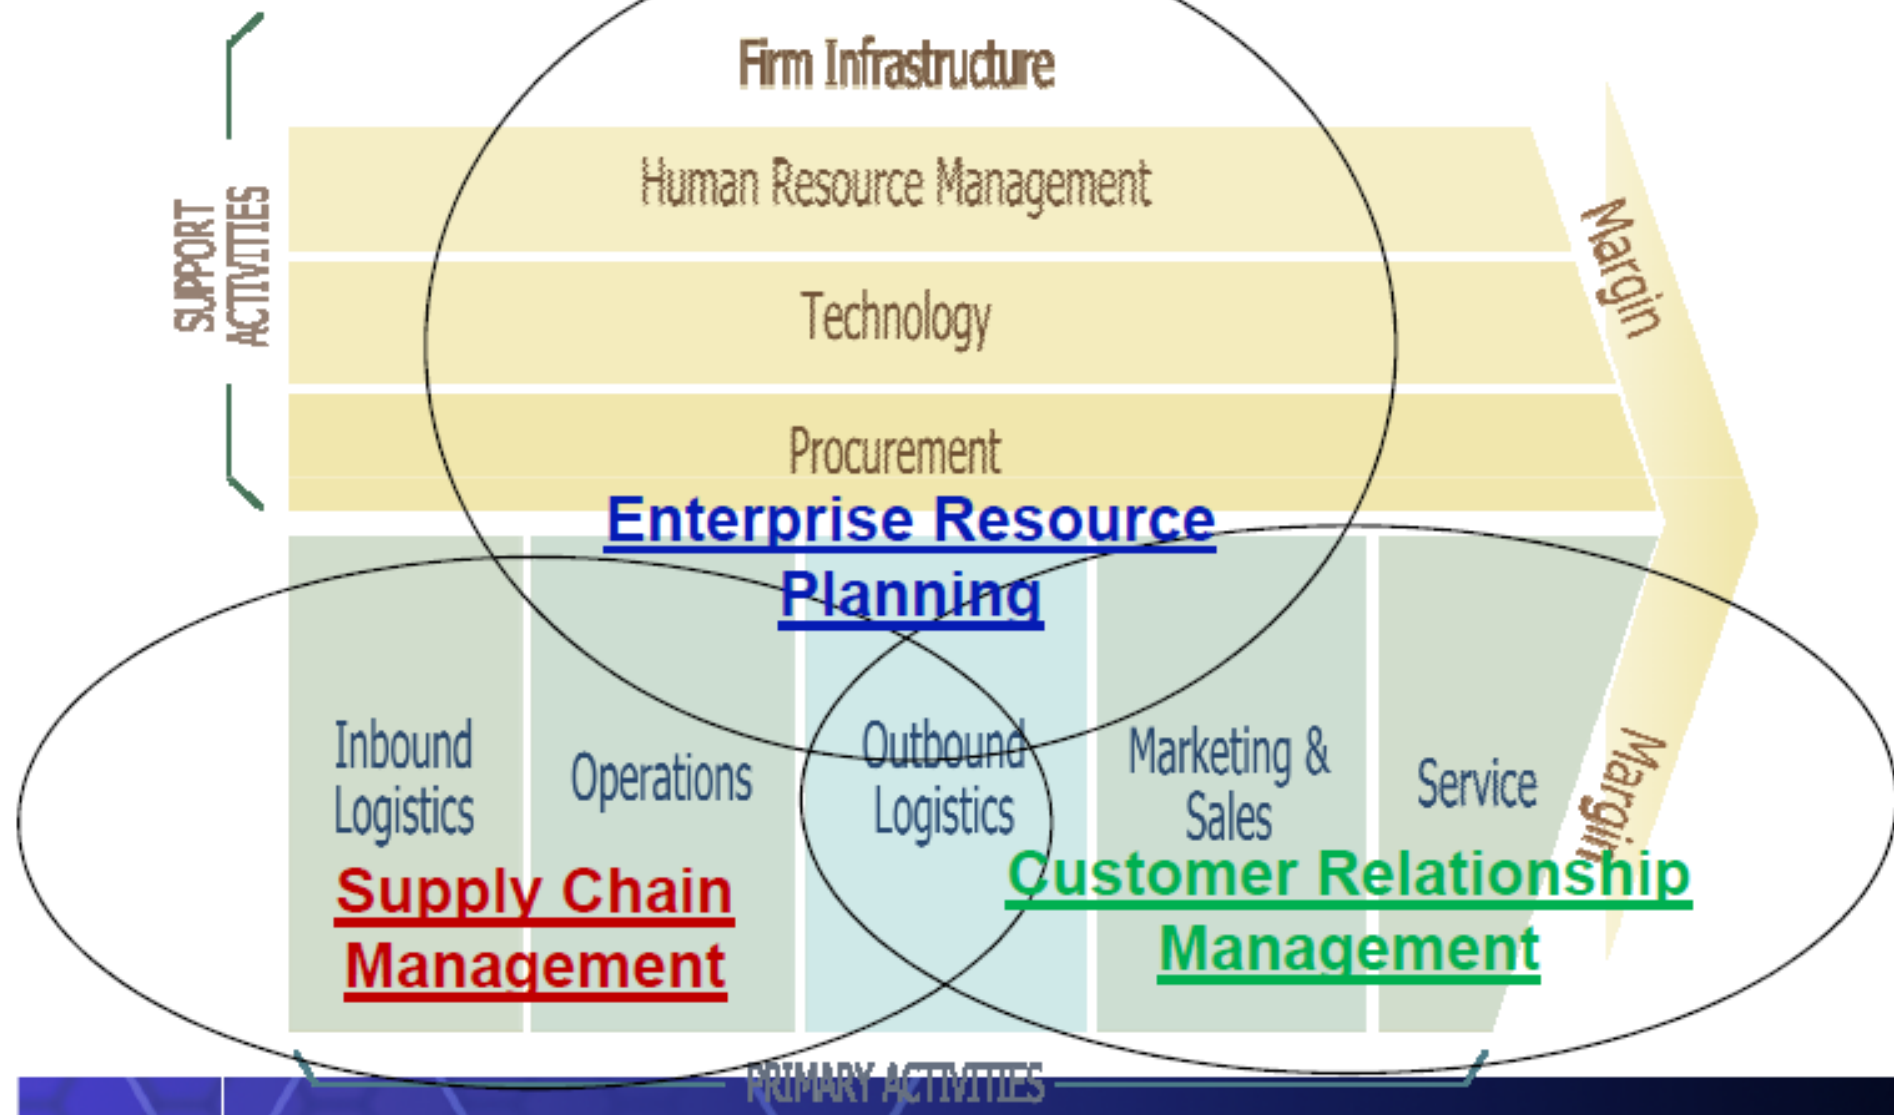 Firm Infrastructure
SUPPORT
ACTIVITIES
Human Resource Management
Technology
Procurement
Margin
Enterprise Resource
Planning
Inbound
Logistics
Operations
Outbound
Logistics
Marketing &
Sales
Service
Margin
Supply Chain
Management
Customer Relationship
Management
PRIMARY ACTIVITIES